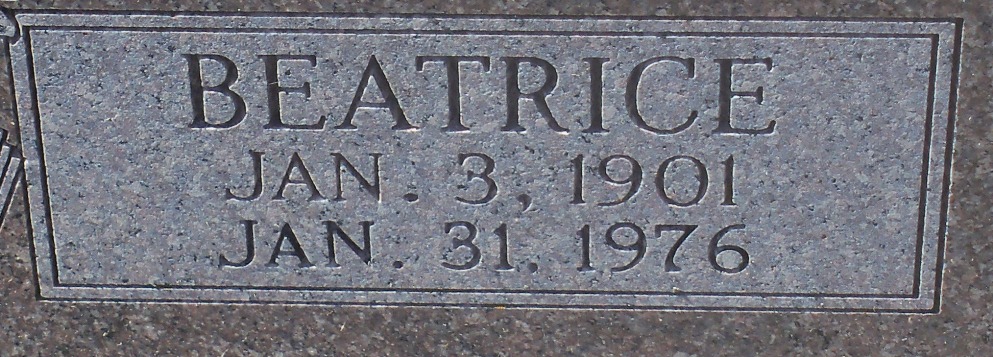 BEATRICE
JAN. 3, 1901
JAN. 31. 1976